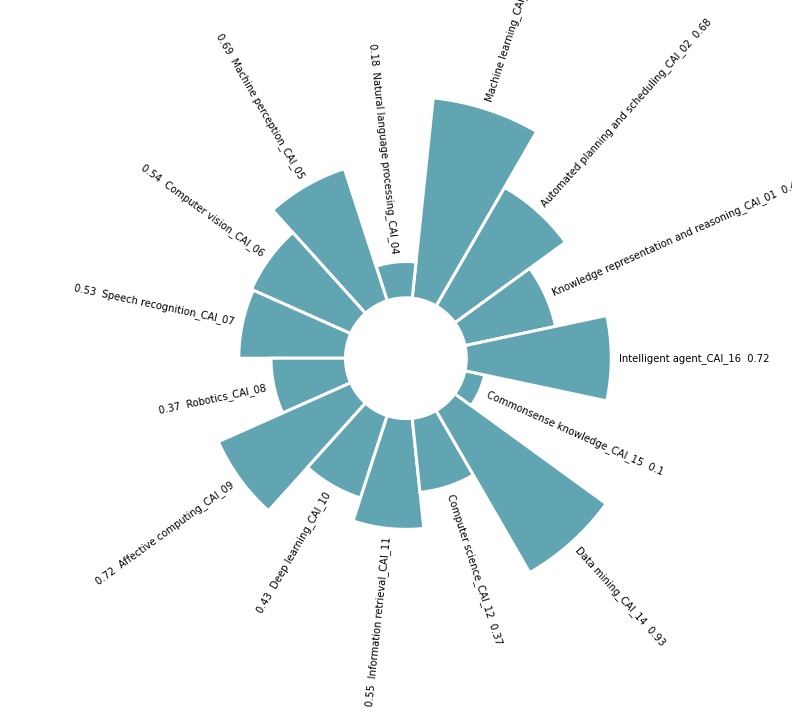 Knowledge representation and reasoning_CAI_01
Automated planning and scheduling_CAI_02 0.68
Machine learning_CAI
0.18 Natural language processing_CAI_04
0.69 Machine perception_CAI_05
0.54 Computer vision_CAI_06
0.53 Speech recognition_CAI_07
0.37 Robotics_CAI_08
0.72 Affective computing_CAI_09
0.43 Deep learning_CAI_10
0.55 Information retrieval_CAI_11
Computer science_CAI_12 0.37
Data mining_CAI_14 0.93
Commonsense knowledge_CAI_15 0.1
Intelligent agent_CAI_16 0.72